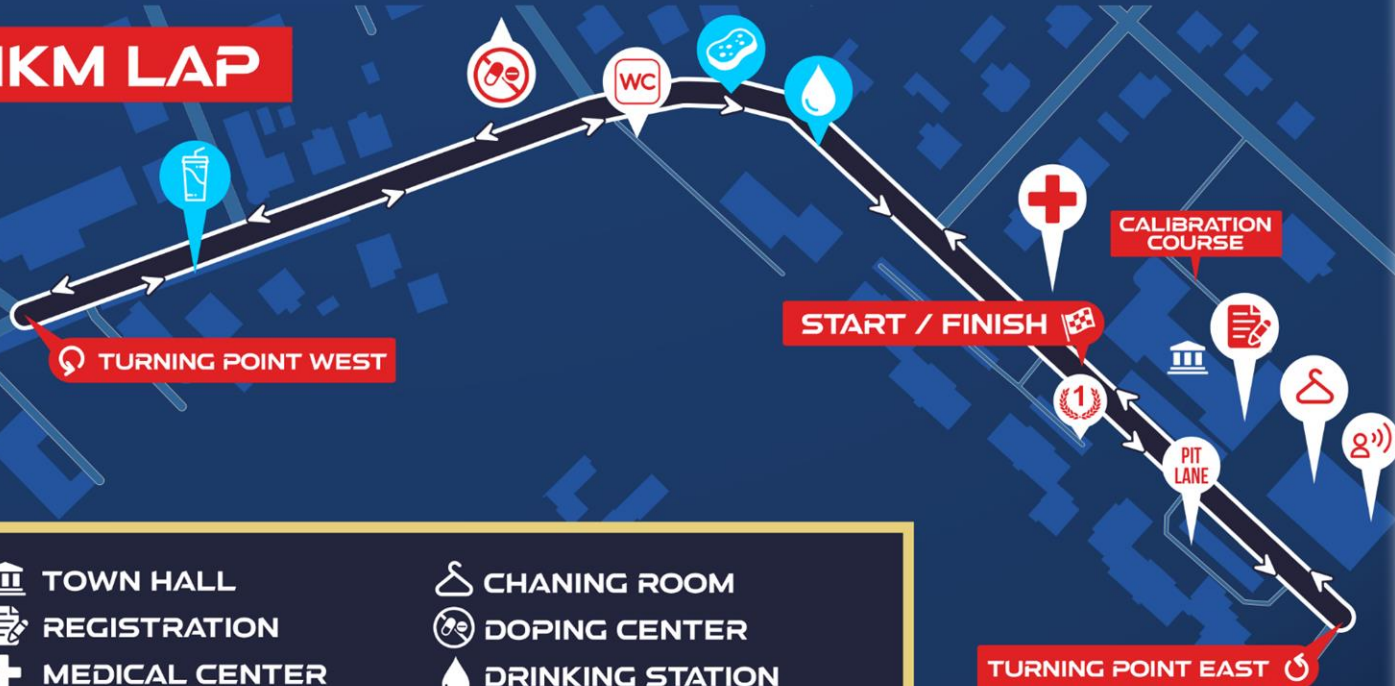 1KM LAP
WC
CALIBRATION
COURSE
START / FINISH
TURNING POINT WEST
1
PIT
LANE
TOWN HALL
CHANING ROOM
REGISTRATION
DOPING CENTER
MEDICAL CENTER
DRINKING STATION
TURNING POINT EAST